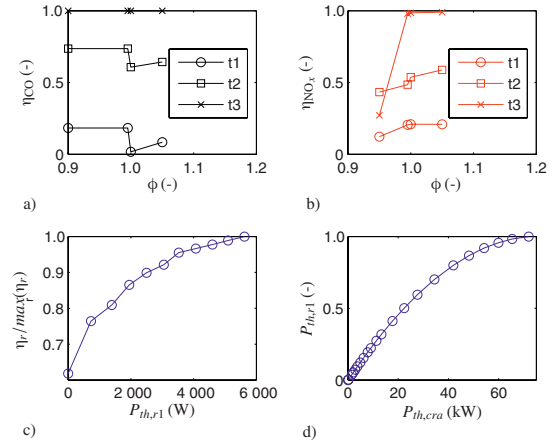 1.0
0.5
0
η_CO (-)
t1
t2
t3
0.9
1.0
1.1
1.2
ϕ (-)
a)
1.0
0.5
0
η_NOx (-)
t1
t2
t3
0.9
1.0
1.1
1.2
ϕ (-)
b)
1.0
0.9
0.8
0.7
η_r/max(η_r)
r
0
2 000
4 000
6 000
P_th,r1 (W)
c)
1.0
0.5
0
P_th,r1 (-)
0
20
40
60
P_th,cra (kW)
d)